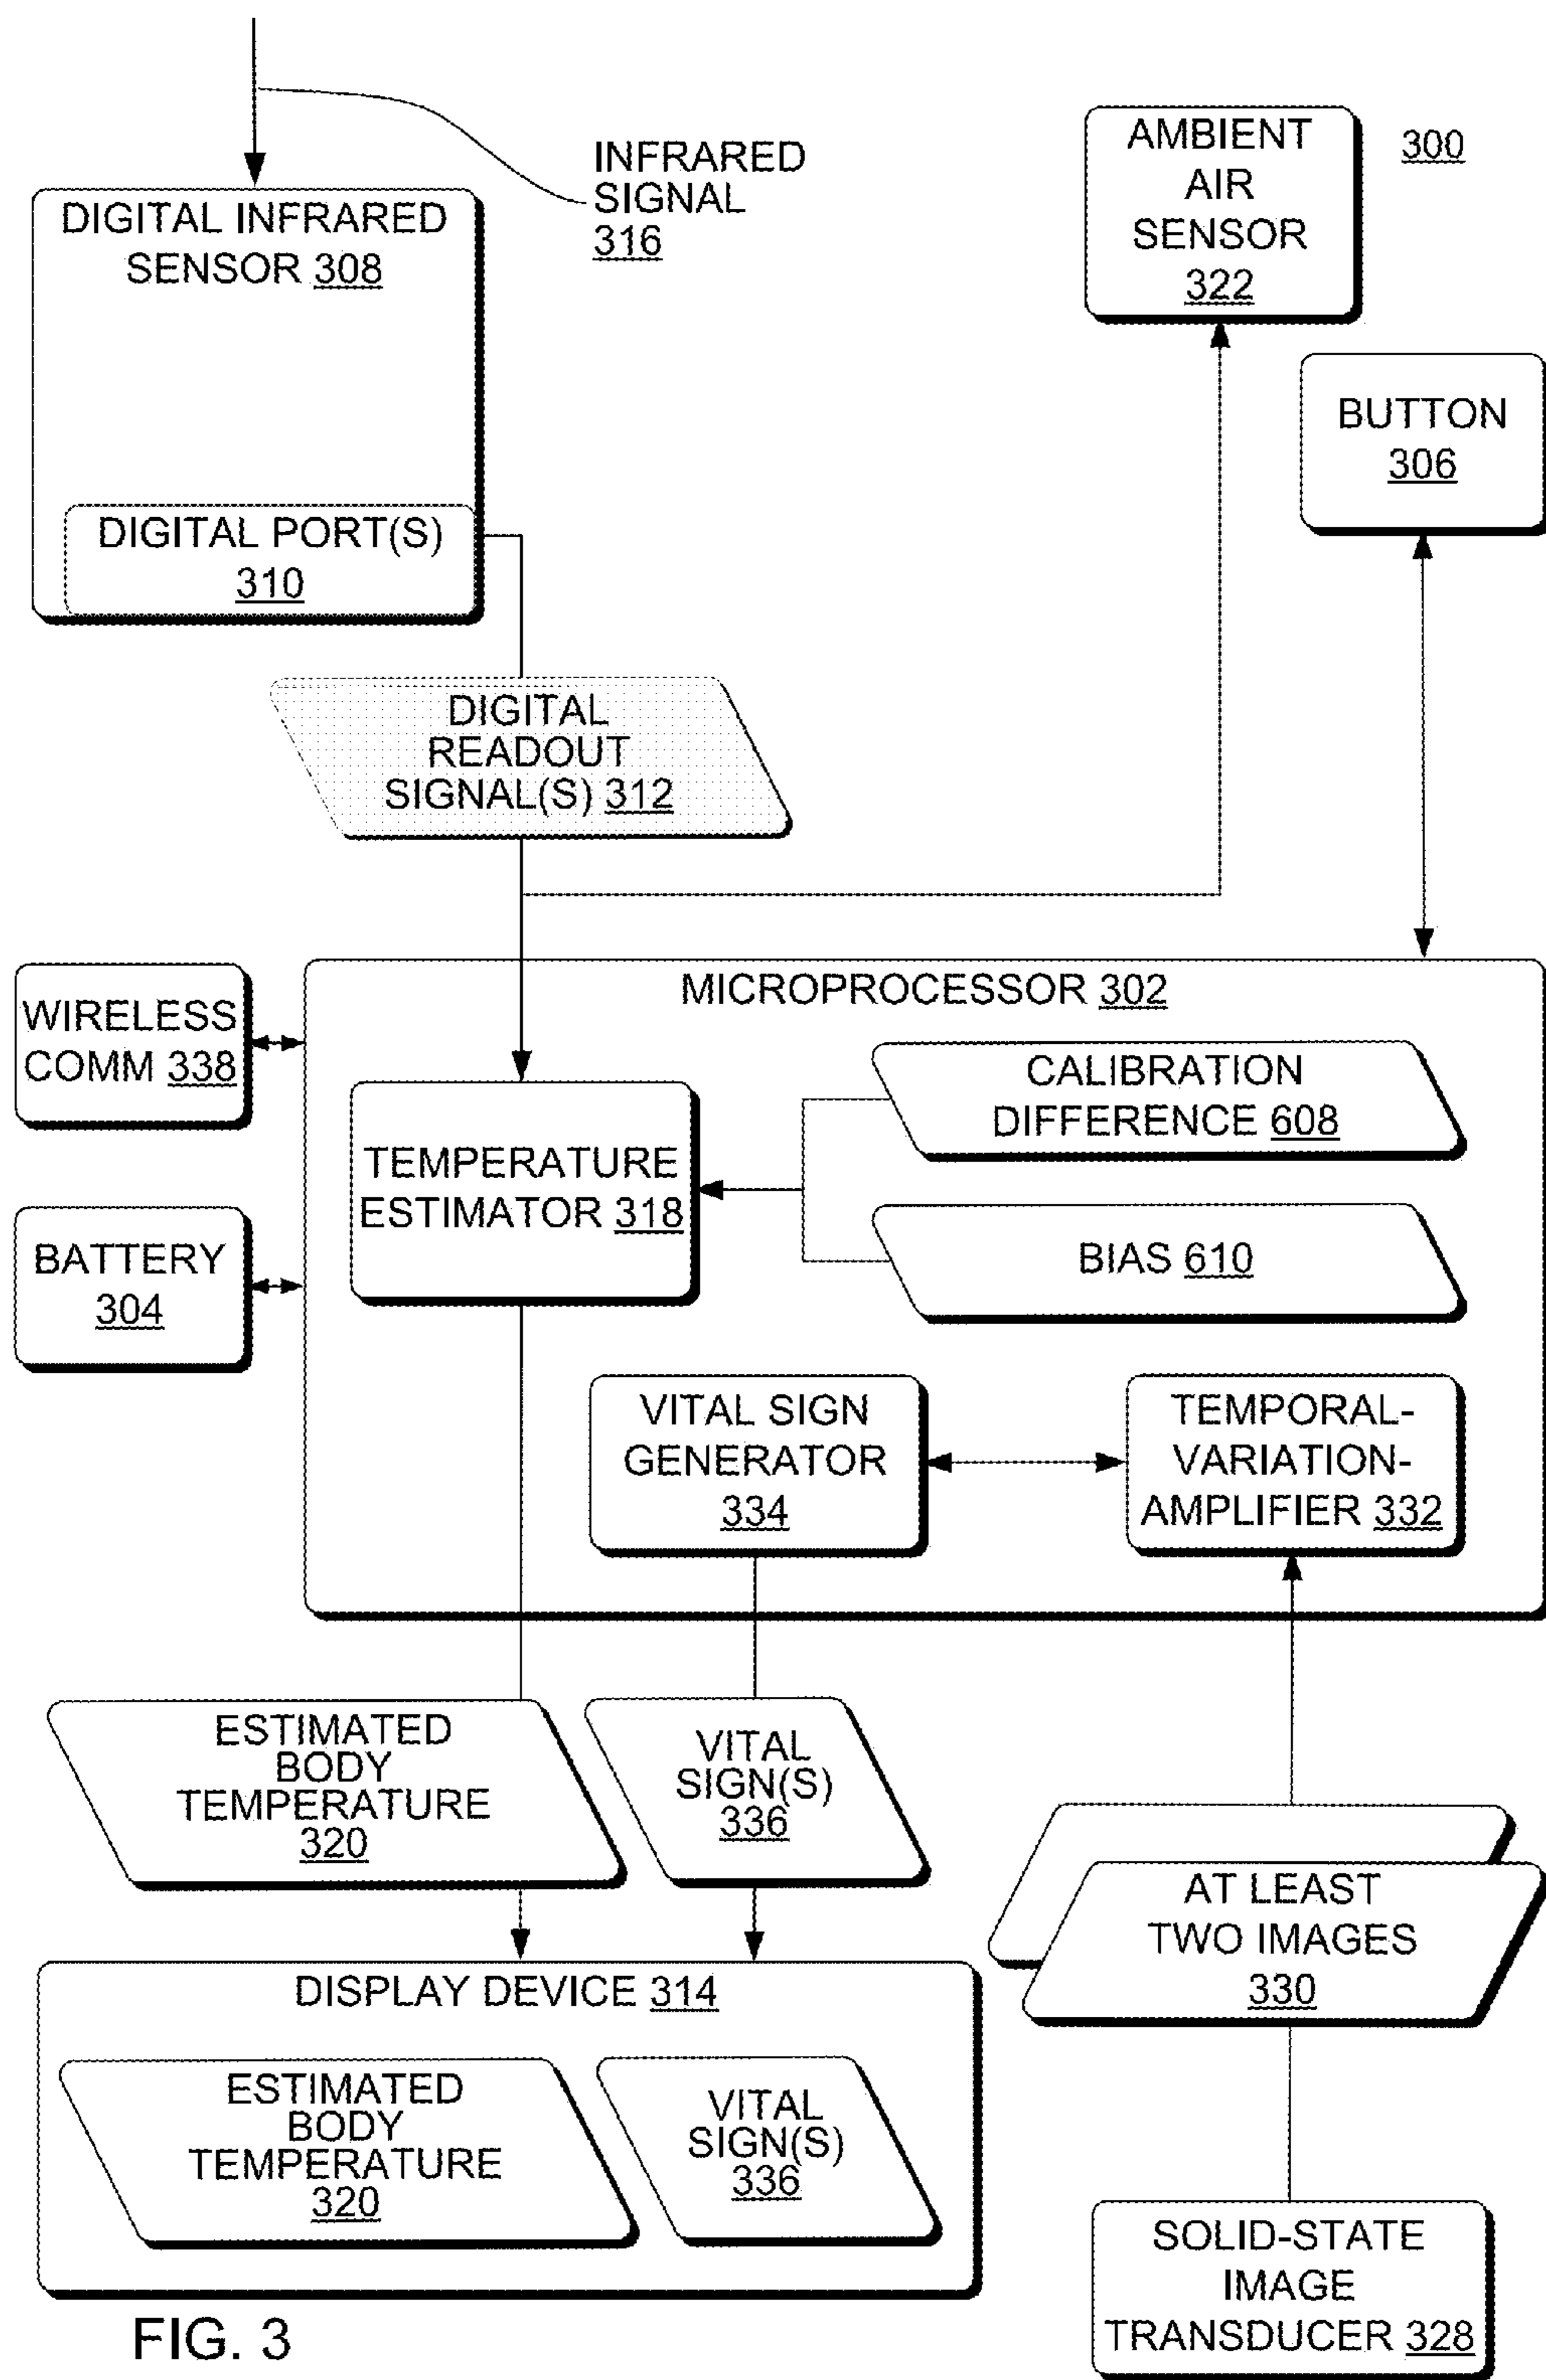 INFRARED
SIGNAL
316
AMBIENT
AIR
SENSOR
322
300
DIGITAL INFRARED
SENSOR 308
BUTTON
306
DIGITAL PORT(S)
310
DIGITAL
READOUT
SIGNAL(S) 312
MICROPROCESSOR 302
WIRELESS
COMM 338
CALIBRATION
DIFFERENCE 608
TEMPERATURE
ESTIMATOR 318
BATTERY
304
BIAS 610
VITAL SIGN
GENERATOR
334
TEMPORAL-
VARIATION-
AMPLIFIER 332
ESTIMATED
BODY
TEMPERATURE
320
VITAL
SIGN(S)
336
AT LEAST
TWO IMAGES
330
DISPLAY DEVICE 314
ESTIMATED
BODY
TEMPERATURE
320
VITAL
SIGN(S)
336
SOLID-STATE
IMAGE
TRANSDUCER 328
FIG. 3